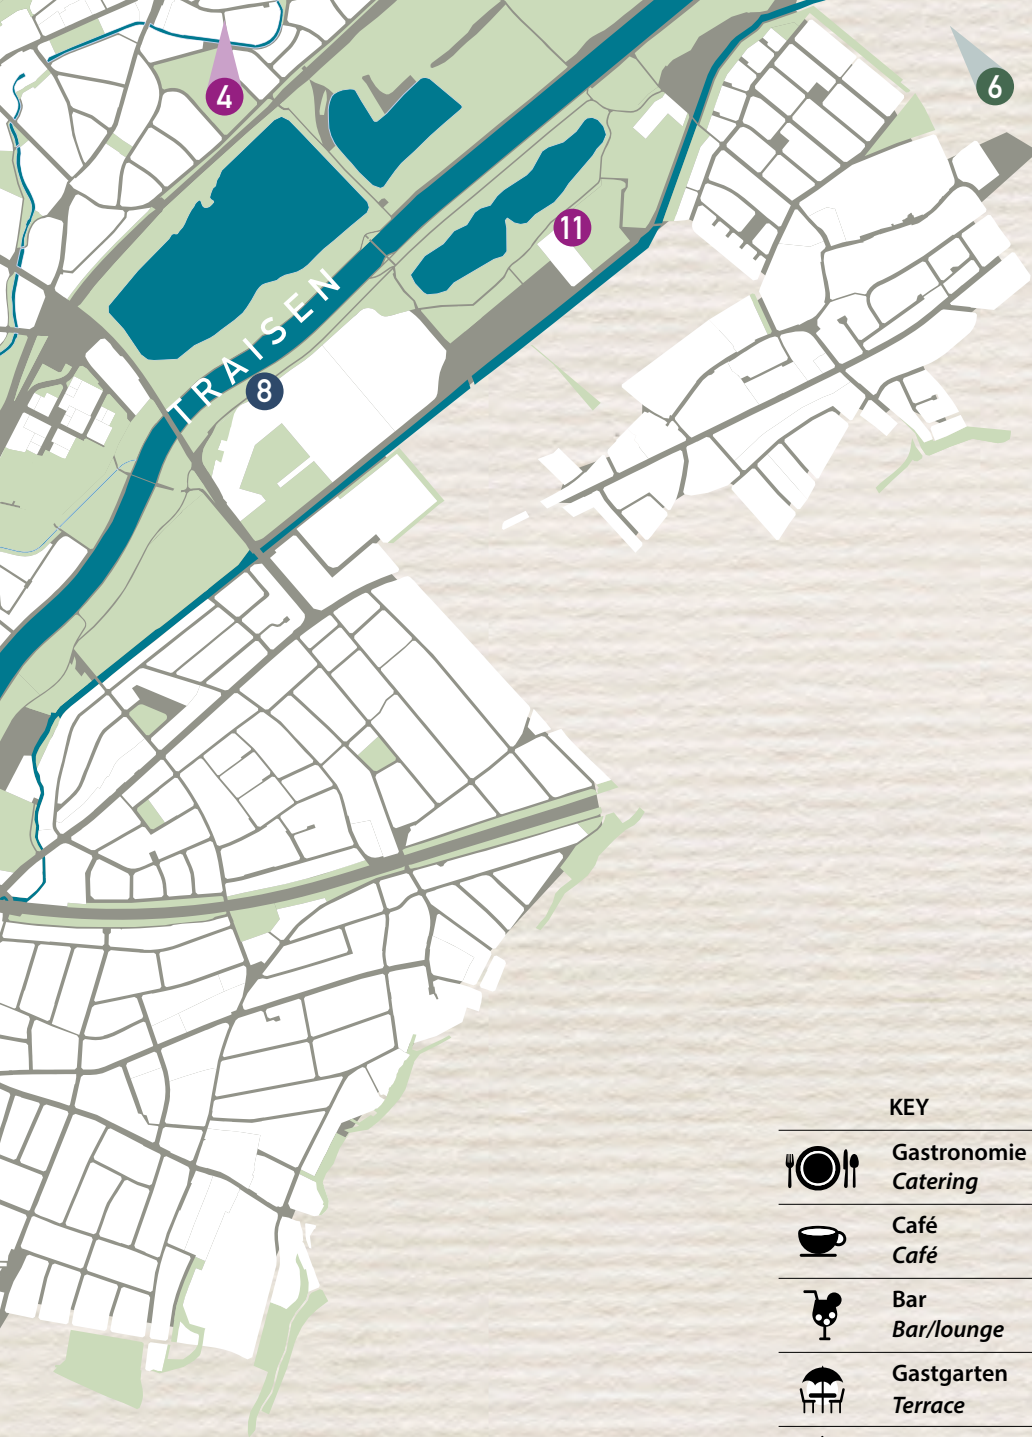 4
6
11
TRAISEN
8
KEY
Gastronomie
Catering
Café
Café
Bar
Bar/lounge
Gastgarten
Terrace